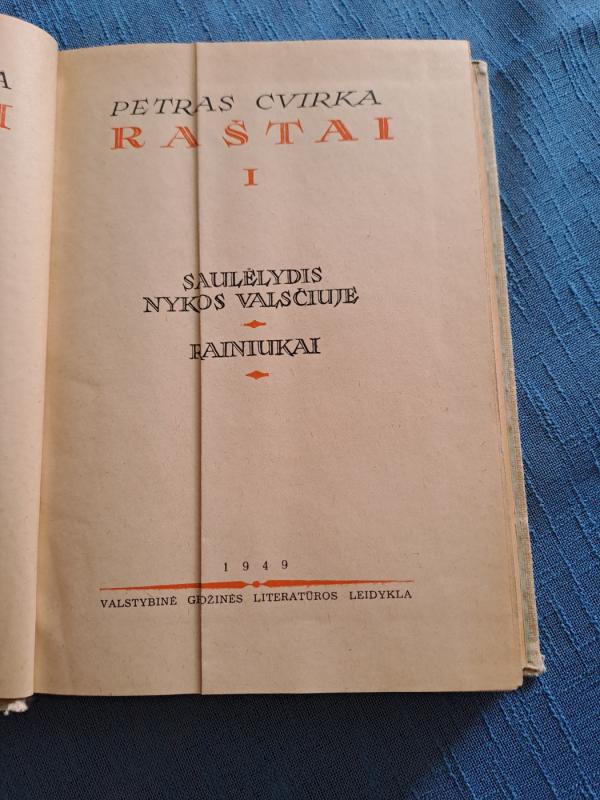 A
I
PETRAS CVIRKA
RAŠTAI
I
SAULĖLYDIS
NYKOS VALSČIUJE
RAINIUKAI
1949
VALSTYBINĖ GROŽINĖS LITERATŪROS LEIDYKLA